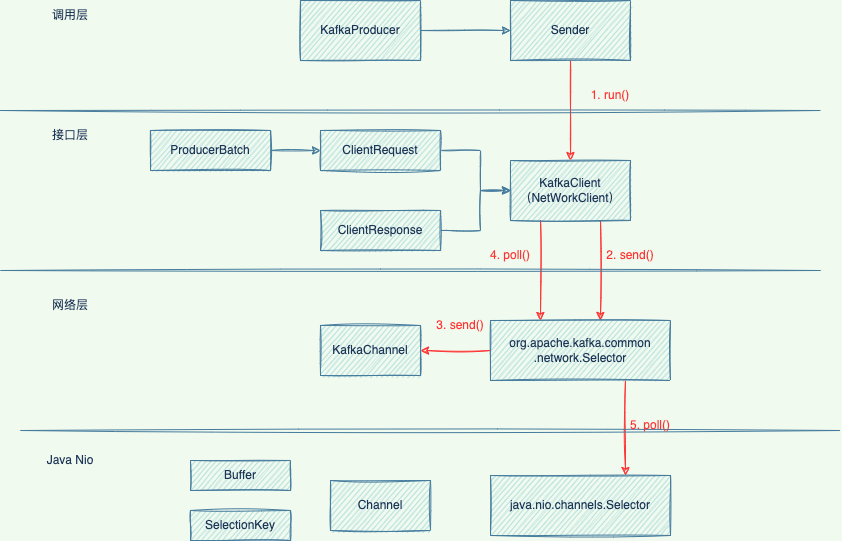 调用层
KafkaProducer
Sender
1. run()
接口层
ProducerBatch
ClientRequest
KafkaClient
（NetWorkClient）
ClientResponse
4. poll()
2. send()
网络层
3. send()
KafkaChannel
org.apache.kafka.common
.network.Selector
5. poll()
Java Nio
Buffer
Channel
java.nio.channels.Selector
SelectionKey